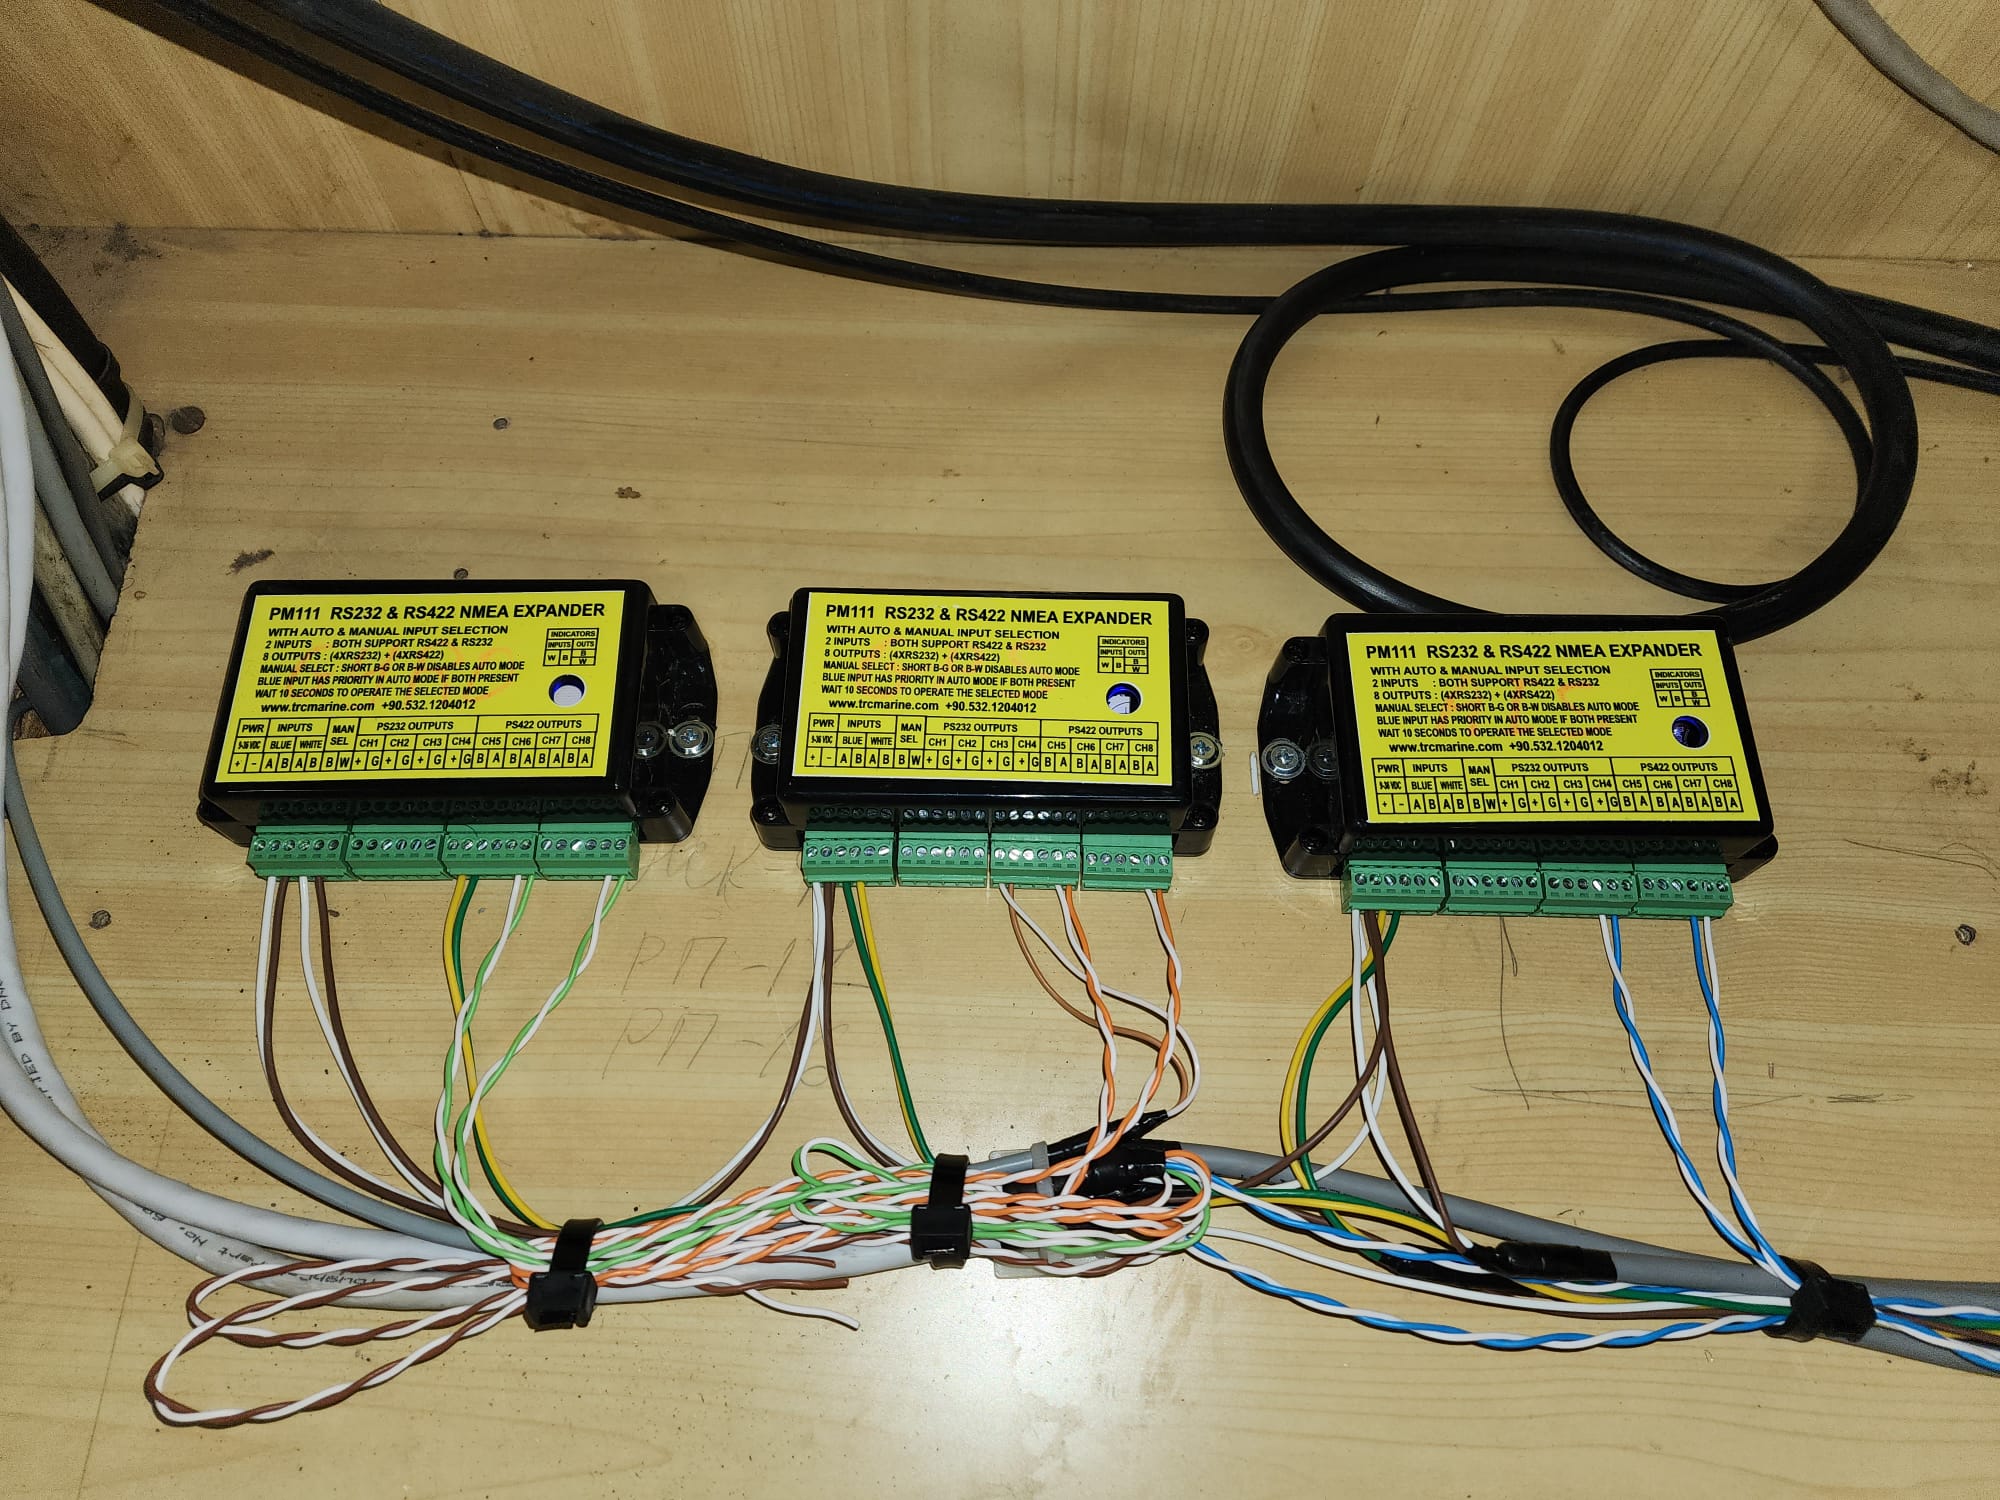 PM111 RS232 & RS422 NMEA EXPANDER
WITH AUTO & MANUAL INPUT SELECTION
2 INPUTS : BOTH SUPPORT RS422 & RS232
8 OUTPUTS : (4XRS232) + (4XRS422)
MANUAL SELECT : SHORT B-G OR B-W DISABLES AUTO MODE
BLUE INPUT HAS PRIORITY IN AUTO MODE IF BOTH PRESENT
WAIT 10 SECONDS TO OPERATE THE SELECTED MODE
www.trcmarine.com +90.532.1204012
INDICATORS
INPUTS OUTS
W B B W
PWR INPUTS MAN SEL PS232 OUTPUTS PS422 OUTPUTS
9-36 VDC BLUE WHITE CH1 CH2 CH3 CH4 CH5 CH6 CH7 CH8
+ - A B A B B W + G + G + G + G B A B A B A B A
PM111 RS232 & RS422 NMEA EXPANDER
WITH AUTO & MANUAL INPUT SELECTION
2 INPUTS : BOTH SUPPORT RS422 & RS232
8 OUTPUTS : (4XRS232) + (4XRS422)
MANUAL SELECT : SHORT B-G OR B-W DISABLES AUTO MODE
BLUE INPUT HAS PRIORITY IN AUTO MODE IF BOTH PRESENT
WAIT 10 SECONDS TO OPERATE THE SELECTED MODE
www.trcmarine.com +90.532.1204012
INDICATORS
INPUTS OUTS
W B B W
PWR INPUTS MAN SEL PS232 OUTPUTS PS422 OUTPUTS
9-36 VDC BLUE WHITE CH1 CH2 CH3 CH4 CH5 CH6 CH7 CH8
+ - A B A B B W + G + G + G + G B A B A B A B A
PM111 RS232 & RS422 NMEA EXPANDER
WITH AUTO & MANUAL INPUT SELECTION
2 INPUTS : BOTH SUPPORT RS422 & RS232
8 OUTPUTS : (4XRS232) + (4XRS422)
MANUAL SELECT : SHORT B-G OR B-W DISABLES AUTO MODE
BLUE INPUT HAS PRIORITY IN AUTO MODE IF BOTH PRESENT
WAIT 10 SECONDS TO OPERATE THE SELECTED MODE
www.trcmarine.com +90.532.1204012
INDICATORS
INPUTS OUTS
W B B W
PWR INPUTS MAN SEL PS232 OUTPUTS PS422 OUTPUTS
9-36 VDC BLUE WHITE CH1 CH2 CH3 CH4 CH5 CH6 CH7 CH8
+ - A B A B B W + G + G + G + G B A B A B A B A
РП-17
РП-16